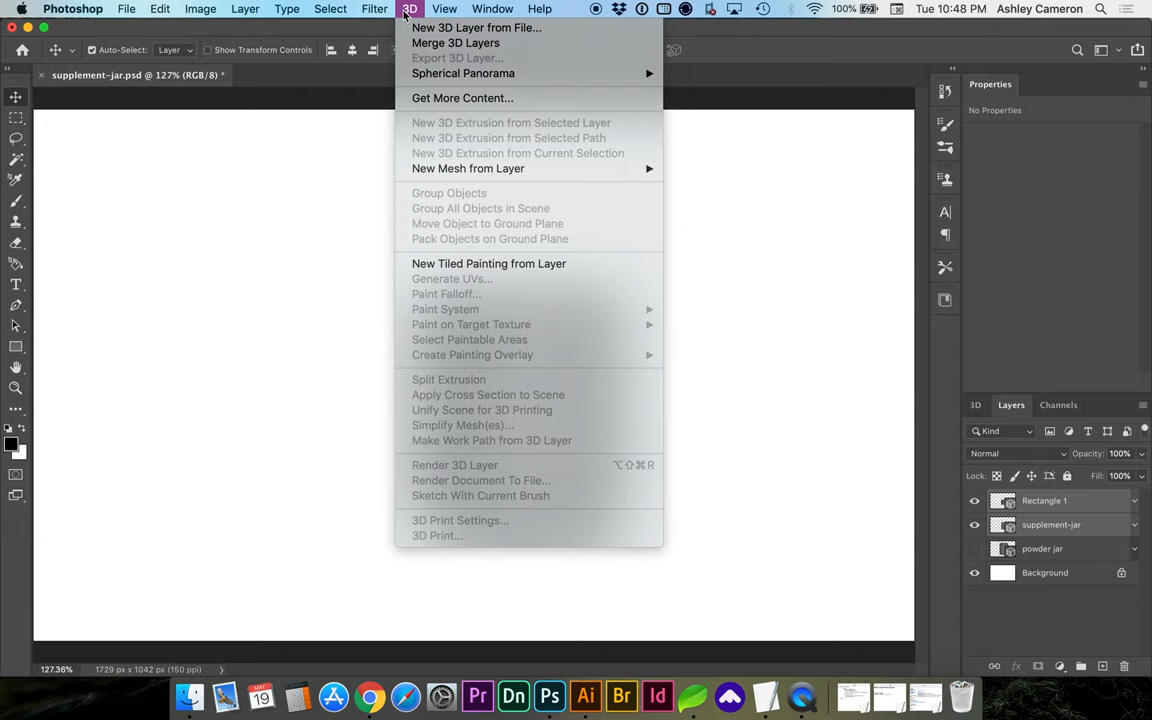 Photoshop File Edit Image Layer Type Select Filter 3D View Window Help 100% Tue 10:48 PM Ashley Cameron
Auto-Select: Layer Show Transform Controls
supplement-jar.psd @ 127% (RGB/8) *
New 3D Layer from File...
Merge 3D Layers
Export 3D Layer...
Spherical Panorama
Get More Content...
New 3D Extrusion from Selected Layer
New 3D Extrusion from Selected Path
New 3D Extrusion from Current Selection
New Mesh from Layer
Group Objects
Group All Objects in Scene
Move Object to Ground Plane
Pack Objects on Ground Plane
New Tiled Painting from Layer
Generate UVs...
Paint Falloff...
Paint System
Paint on Target Texture
Select Paintable Areas
Create Painting Overlay
Split Extrusion
Apply Cross Section to Scene
Unify Scene for 3D Printing
Simplify Mesh(es)...
Make Work Path from 3D Layer
Render 3D Layer ⌥⇧⌘R
Render Document To File...
Sketch With Current Brush
3D Print Settings...
3D Print...
Properties
No Properties
3D Layers Channels
Kind
Normal Opacity: 100%
Lock: Fill: 100%
Rectangle 1
supplement-jar
powder jar
Background
127.36% 1729 px x 1042 px (150 ppi)
MAY
19
Pr Dn Ps Ai Br Id